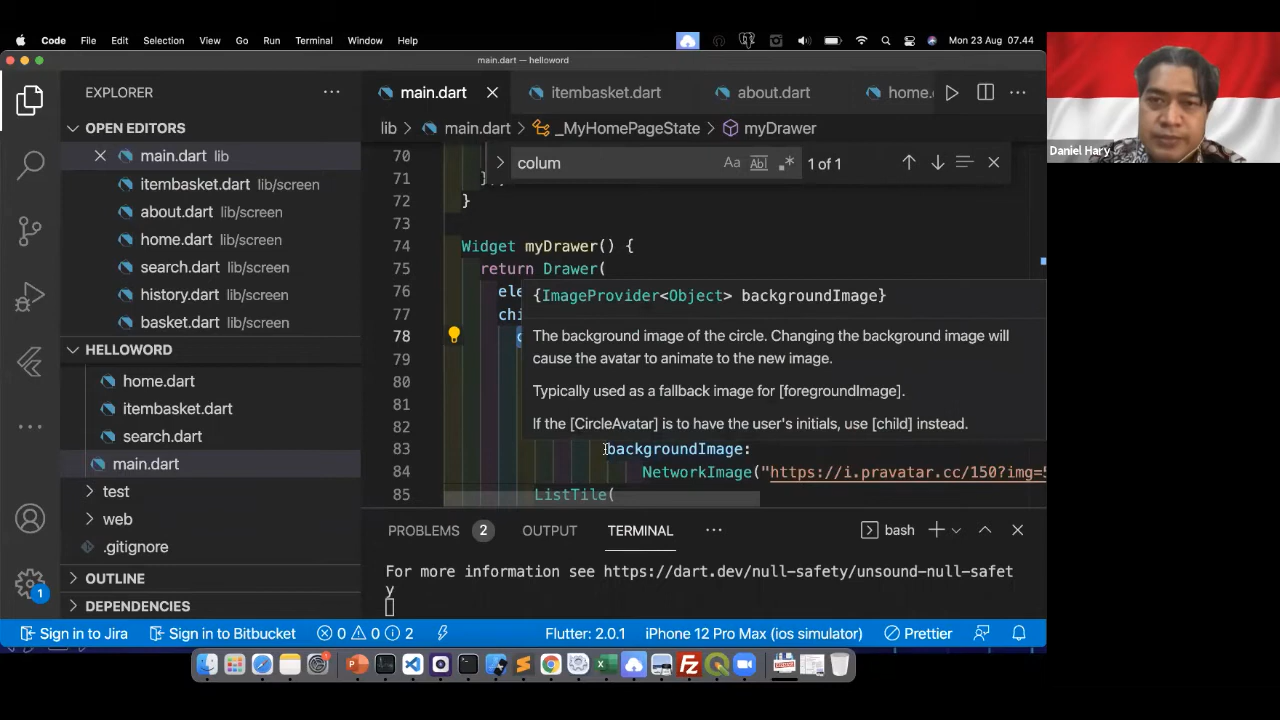 Code File Edit Selection View Go Run Terminal Window Help Mon 23 Aug 07.44
main.dart — helloword
EXPLORER
main.dart itembasket.dart about.dart home.
OPEN EDITORS
lib main.dart _MyHomePageState myDrawer
main.dart lib
itembasket.dart lib/screen
about.dart lib/screen
home.dart lib/screen
search.dart lib/screen
history.dart lib/screen
basket.dart lib/screen
HELLOWORD
home.dart
itembasket.dart
search.dart
main.dart
test
web
.gitignore
OUTLINE
DEPENDENCIES
colum Aa Abl 1 of 1
70
71 });
72 }
73
74 Widget myDrawer() {
75 return Drawer(
76 ele
77 chi
78 c
79
80
81
82
83 backgroundImage:
84 NetworkImage("https://i.pravatar.cc/150?img=5
85 ListTile(
{ImageProvider<Object> backgroundImage}
The background image of the circle. Changing the background image will
cause the avatar to animate to the new image.
Typically used as a fallback image for [foregroundImage].
If the [CircleAvatar] is to have the user's initials, use [child] instead.
PROBLEMS 2 OUTPUT TERMINAL bash
For more information see https://dart.dev/null-safety/unsound-null-safet
y
1
Sign in to Jira Sign in to Bitbucket 0 0 2 Flutter: 2.0.1 iPhone 12 Pro Max (ios simulator) Prettier
Daniel Hary